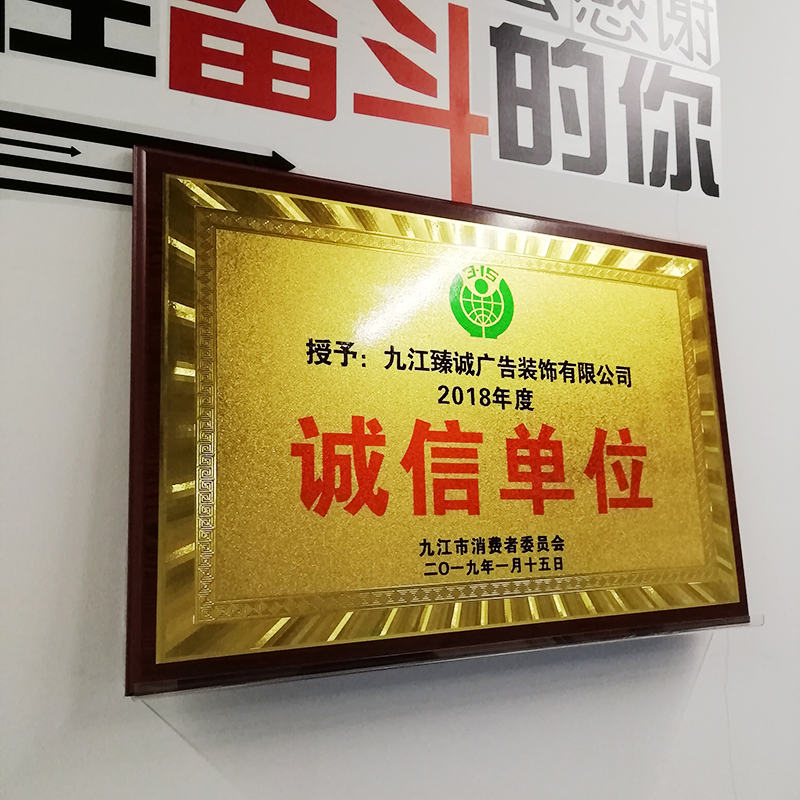 感谢
奋斗的你
3·15
授予：九江臻诚广告装饰有限公司
2018年度
诚信单位
九江市消费者委员会
二〇一九年一月十五日